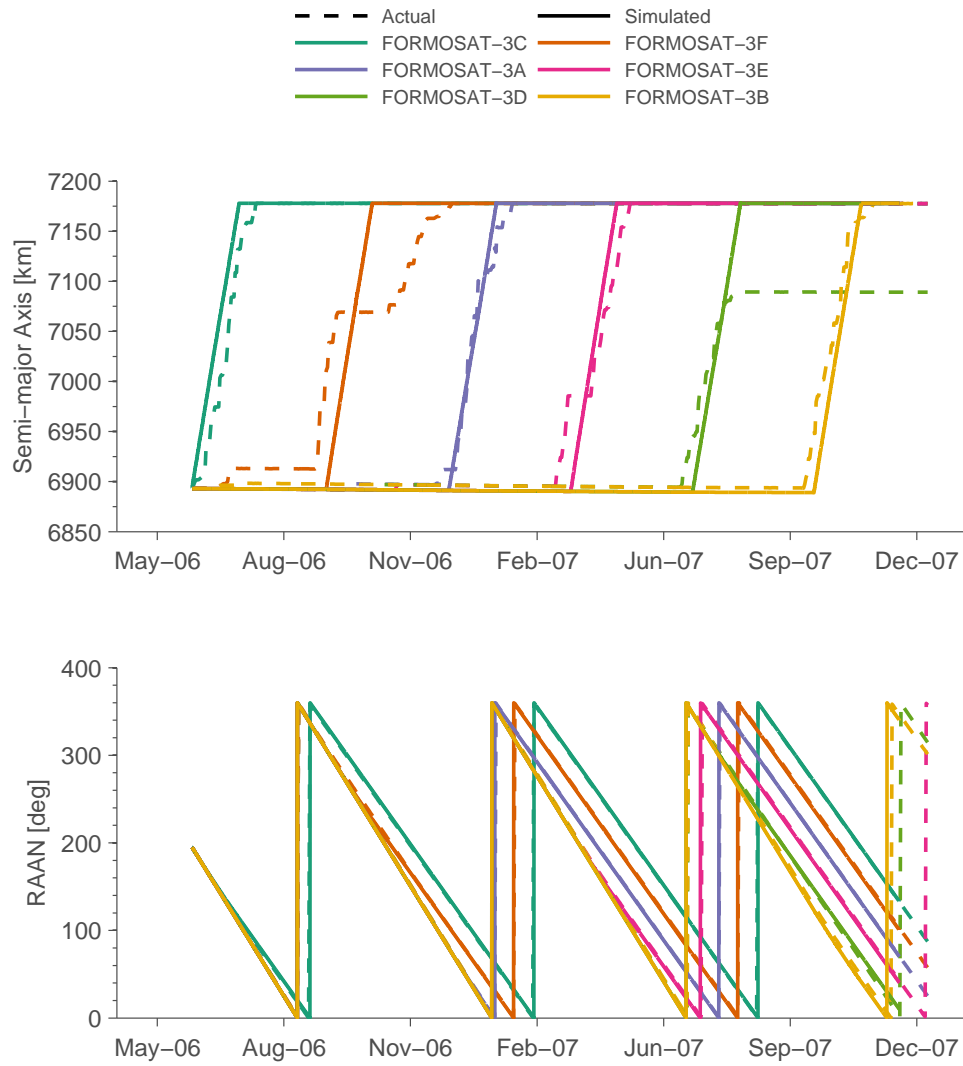 Actual Simulated
FORMOSAT−3C FORMOSAT−3F
FORMOSAT−3A FORMOSAT−3E
FORMOSAT−3D FORMOSAT−3B
Semi−major Axis [km]
7200
7150
7100
7050
7000
6950
6900
6850
May−06 Aug−06 Nov−06 Feb−07 Jun−07 Sep−07 Dec−07
RAAN [deg]
400
300
200
100
0
May−06 Aug−06 Nov−06 Feb−07 Jun−07 Sep−07 Dec−07